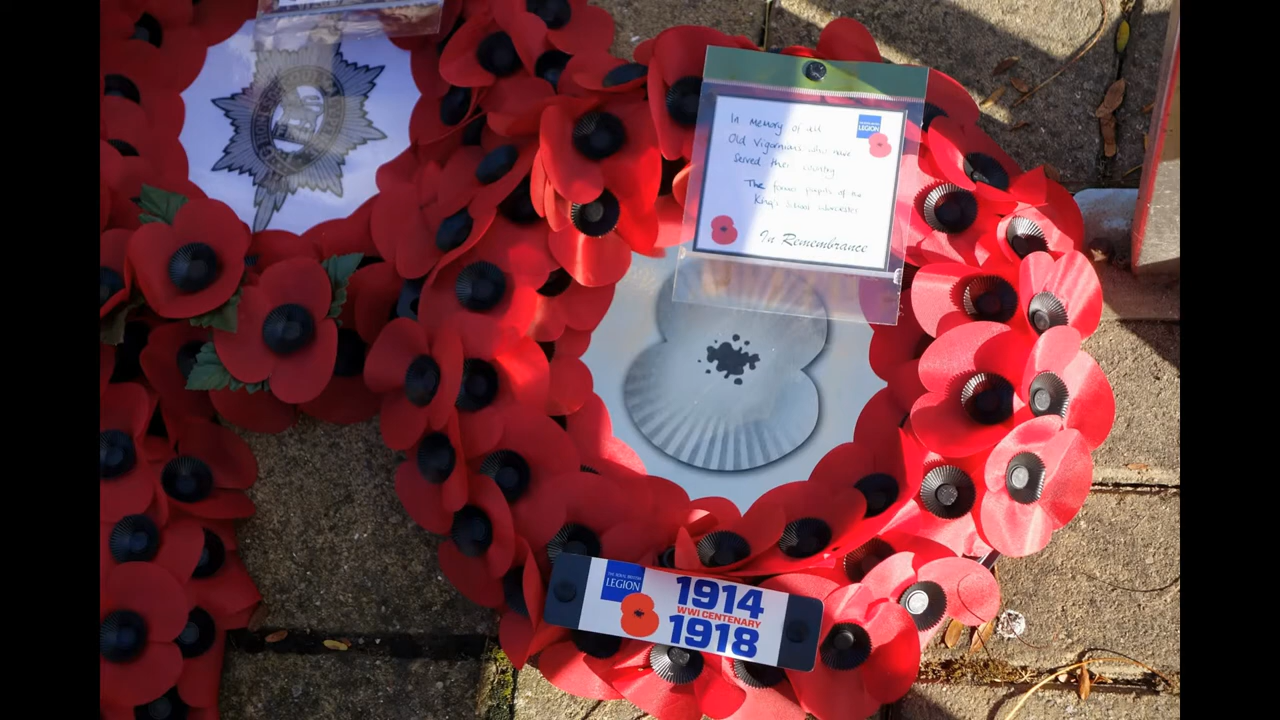 In memory of all
Old Vigornians who have
served their country.
The former pupils of the
King's School Worcester
In Remembrance
LEGION
THE ROYAL BRITISH
LEGION
1914
WW1 CENTENARY
1918